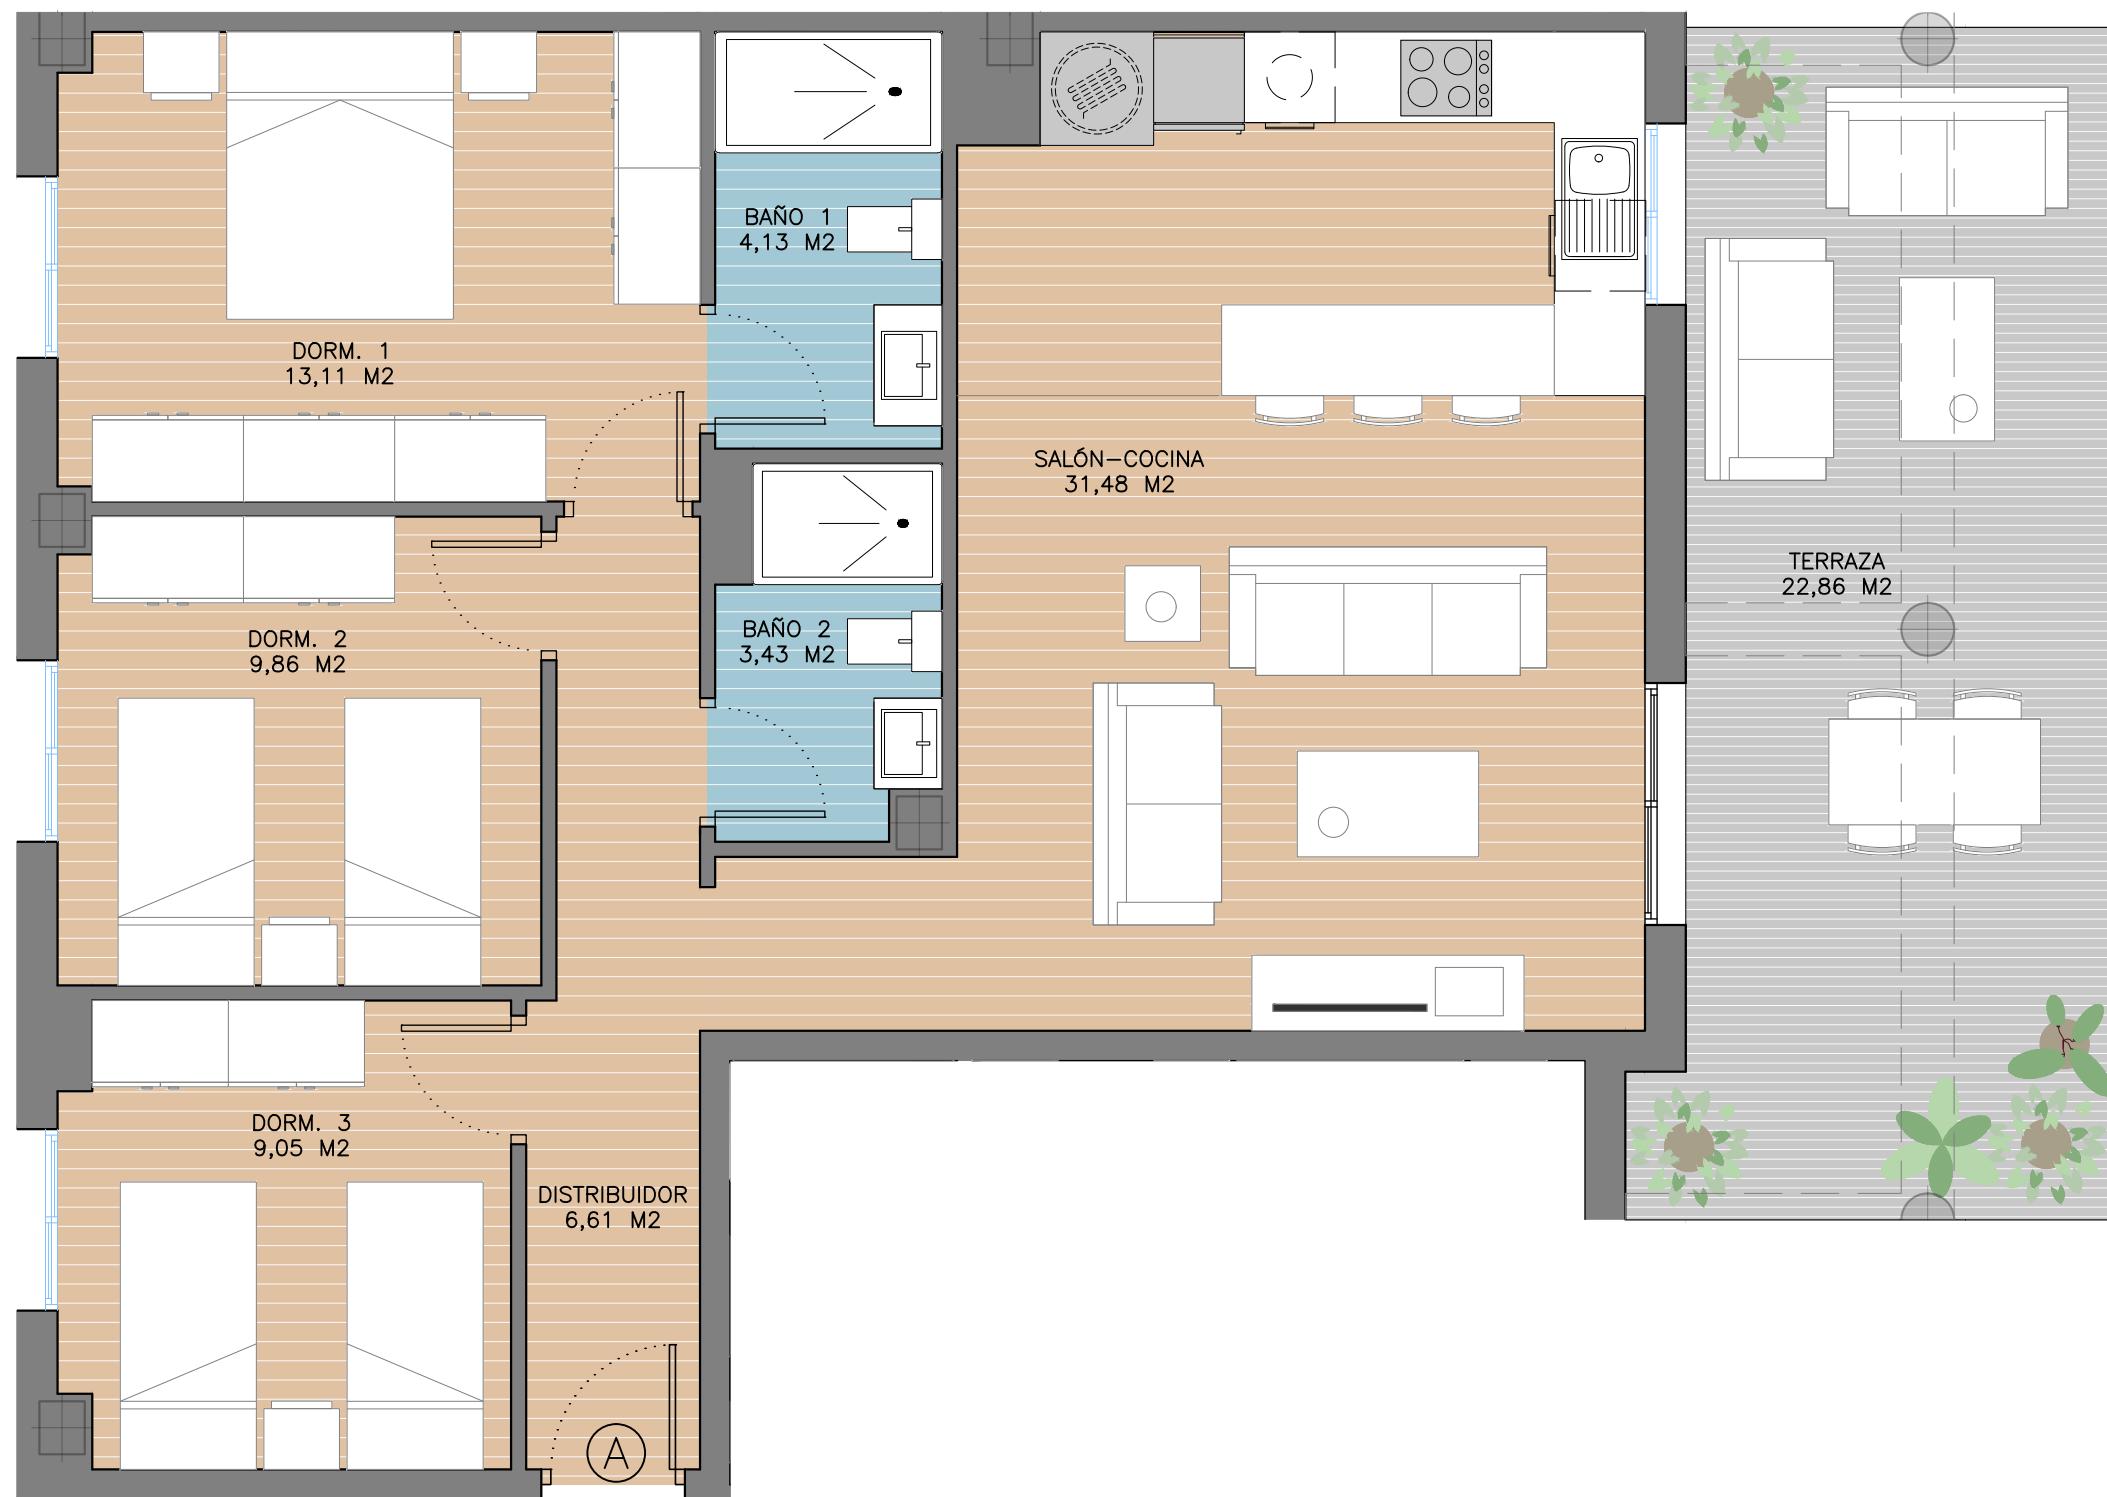 BAÑO 1
4,13 M2
DORM. 1
13,11 M2
SALÓN-COCINA
31,48 M2
TERRAZA
22,86 M2
DORM. 2
9,86 M2
BAÑO 2
3,43 M2
DORM. 3
9,05 M2
DISTRIBUIDOR
6,61 M2
A